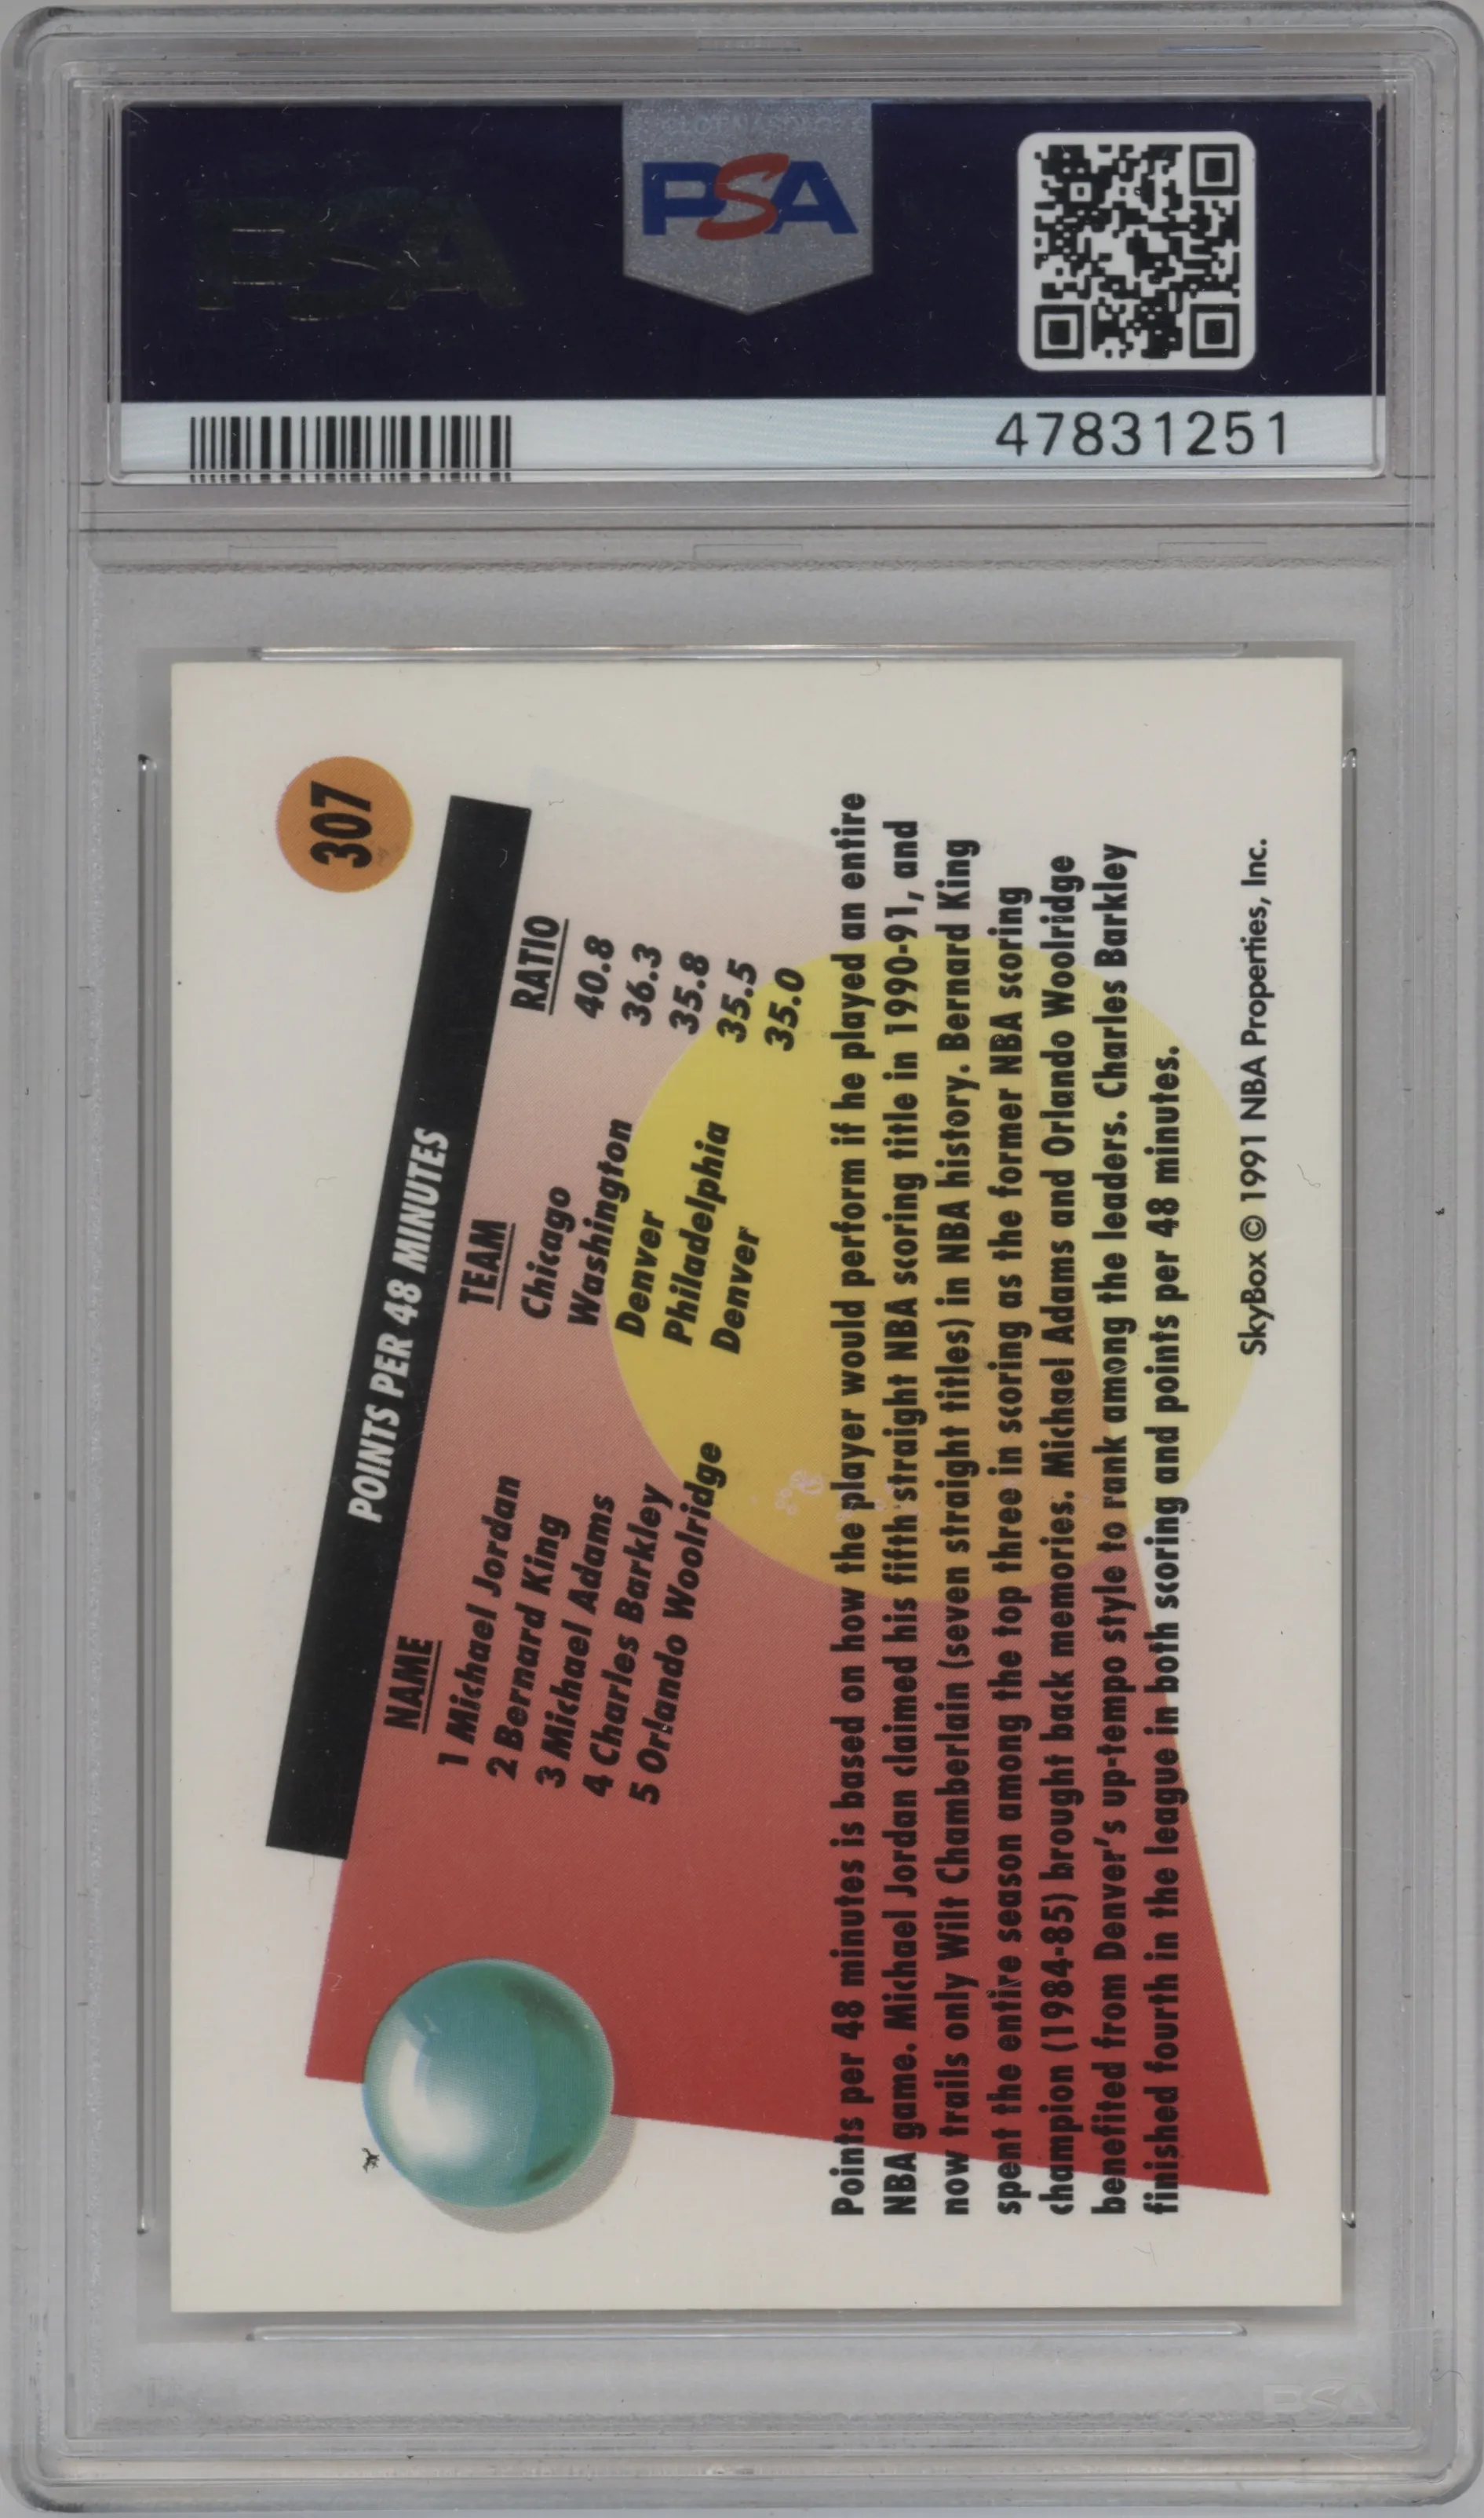 PSA
PSA
47831251
307
POINTS PER 48 MINUTES
NAME TEAM RATIO
1 Michael Jordan Chicago 40.8
2 Bernard King Washington 36.3
3 Michael Adams Denver 35.8
4 Charles Barkley Philadelphia 35.5
5 Orlando Woolridge Denver 35.0
Points per 48 minutes is based on how the player would perform if he played an entire
NBA game. Michael Jordan claimed his fifth straight NBA scoring title in 1990-91, and
now trails only Wilt Chamberlain (seven straight titles) in NBA history. Bernard King
spent the entire season among the top three in scoring as the former NBA scoring
champion (1984-85) brought back memories. Michael Adams and Orlando Woolridge
benefited from Denver's up-tempo style to rank among the leaders. Charles Barkley
finished fourth in the league in both scoring and points per 48 minutes.
SkyBox © 1991 NBA Properties, Inc.
PSA